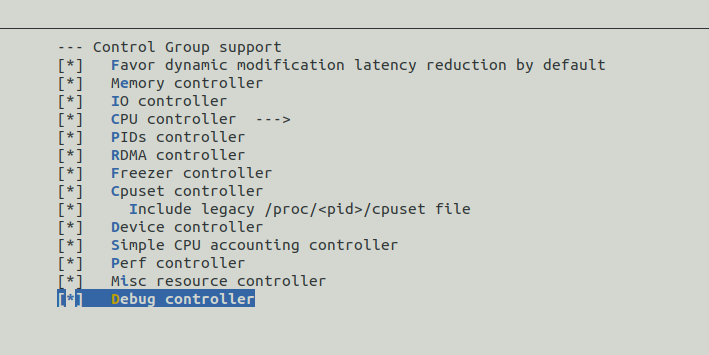 --- Control Group support
[*]   Favor dynamic modification latency reduction by default
[*]   Memory controller
[*]   IO controller
[*]   CPU controller  --->
[*]   PIDs controller
[*]   RDMA controller
[*]   Freezer controller
[*]   Cpuset controller
[*]     Include legacy /proc/<pid>/cpuset file
[*]   Device controller
[*]   Simple CPU accounting controller
[*]   Perf controller
[*]   Misc resource controller
[*]   Debug controller